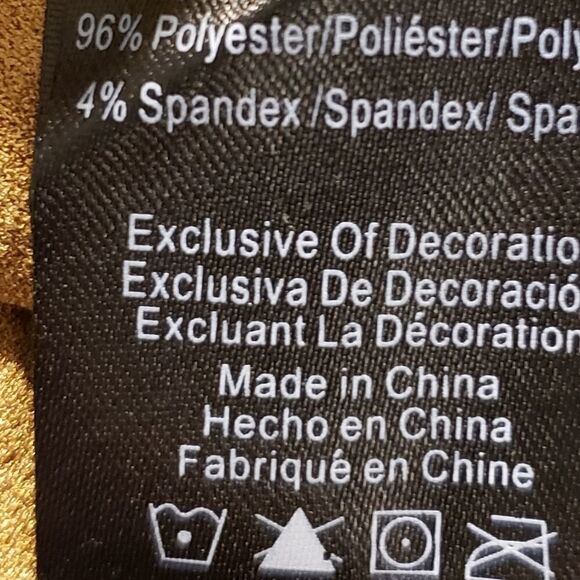 96% Polyester/Poliéster/Poly
4% Spandex /Spandex/ Spa
Exclusive Of Decoratio
Exclusiva De Decoració
Excluant La Décoration
Made in China
Hecho en China
Fabriqué en Chine